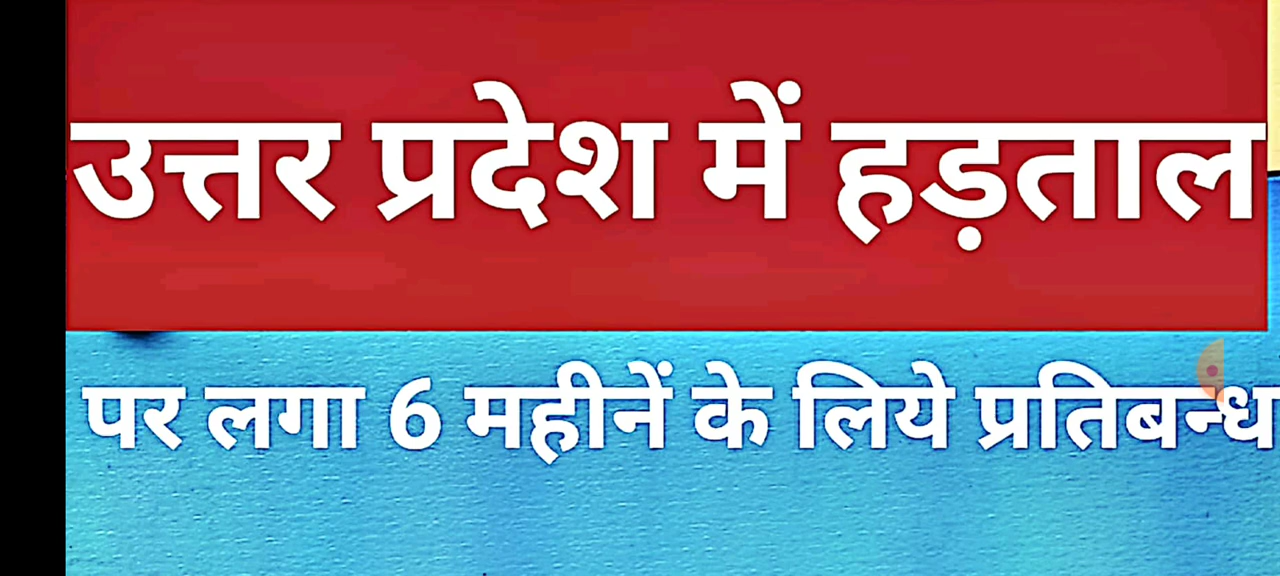 उत्तर प्रदेश में हड़ताल
पर लगा 6 महीनें के लिये प्रतिबन्ध